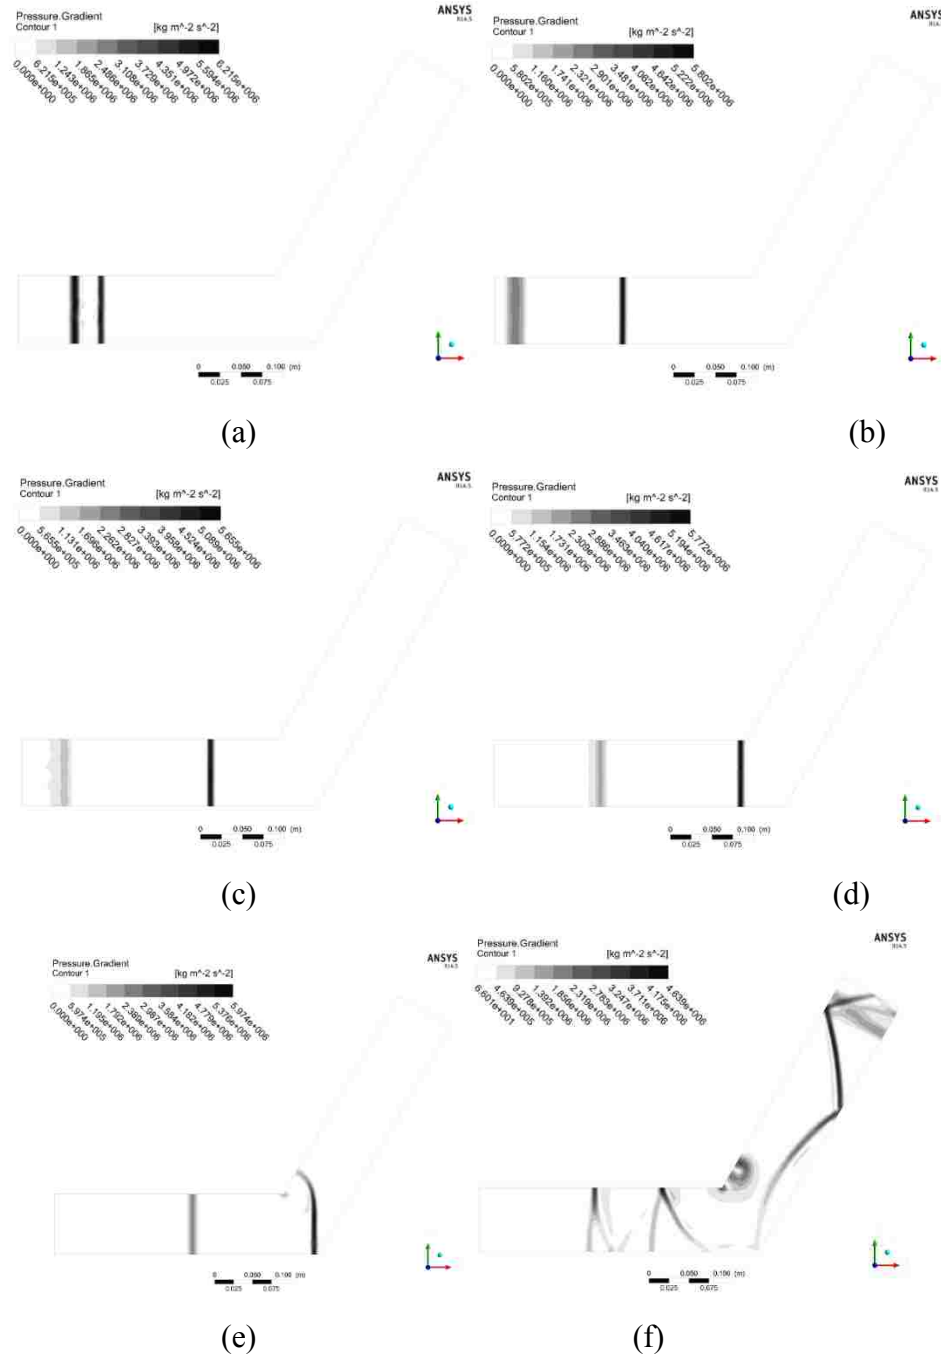 Pressure.Gradient
Contour 1 [kg m^-2 s^-2]
ANSYS
R14.5
0.000e+000 6.215e+005 1.243e+006 1.865e+006 2.486e+006 3.108e+006 3.729e+006 4.351e+006 4.972e+006 5.594e+006 6.215e+006
0 0.050 0.100 (m)
0.025 0.075
(a)
Pressure.Gradient
Contour 1 [kg m^-2 s^-2]
ANSYS
R14.5
0.000e+000 5.802e+005 1.160e+006 1.741e+006 2.321e+006 2.901e+006 3.481e+006 4.062e+006 4.642e+006 5.222e+006 5.802e+006
0 0.050 0.100 (m)
0.025 0.075
(b)
Pressure.Gradient
Contour 1 [kg m^-2 s^-2]
ANSYS
R14.5
0.000e+000 5.655e+005 1.131e+006 1.696e+006 2.262e+006 2.827e+006 3.393e+006 3.958e+006 4.524e+006 5.089e+006 5.655e+006
0 0.050 0.100 (m)
0.025 0.075
(c)
Pressure.Gradient
Contour 1 [kg m^-2 s^-2]
ANSYS
R14.5
0.000e+000 5.772e+005 1.154e+006 1.731e+006 2.309e+006 2.886e+006 3.463e+006 4.040e+006 4.617e+006 5.194e+006 5.772e+006
0 0.050 0.100 (m)
0.025 0.075
(d)
Pressure.Gradient
Contour 1 [kg m^-2 s^-2]
ANSYS
R14.5
0.000e+000 5.974e+005 1.195e+006 1.792e+006 2.390e+006 2.987e+006 3.584e+006 4.182e+006 4.779e+006 5.376e+006 5.974e+006
0 0.050 0.100 (m)
0.025 0.075
(e)
Pressure.Gradient
Contour 1 [kg m^-2 s^-2]
ANSYS
R14.5
6.601e+001 4.639e+005 9.278e+005 1.392e+006 1.856e+006 2.319e+006 2.783e+006 3.247e+006 3.711e+006 4.175e+006 4.639e+006
0 0.050 0.100 (m)
0.025 0.075
(f)